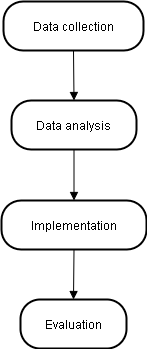 Data collection
Data analysis
Implementation
Evaluation